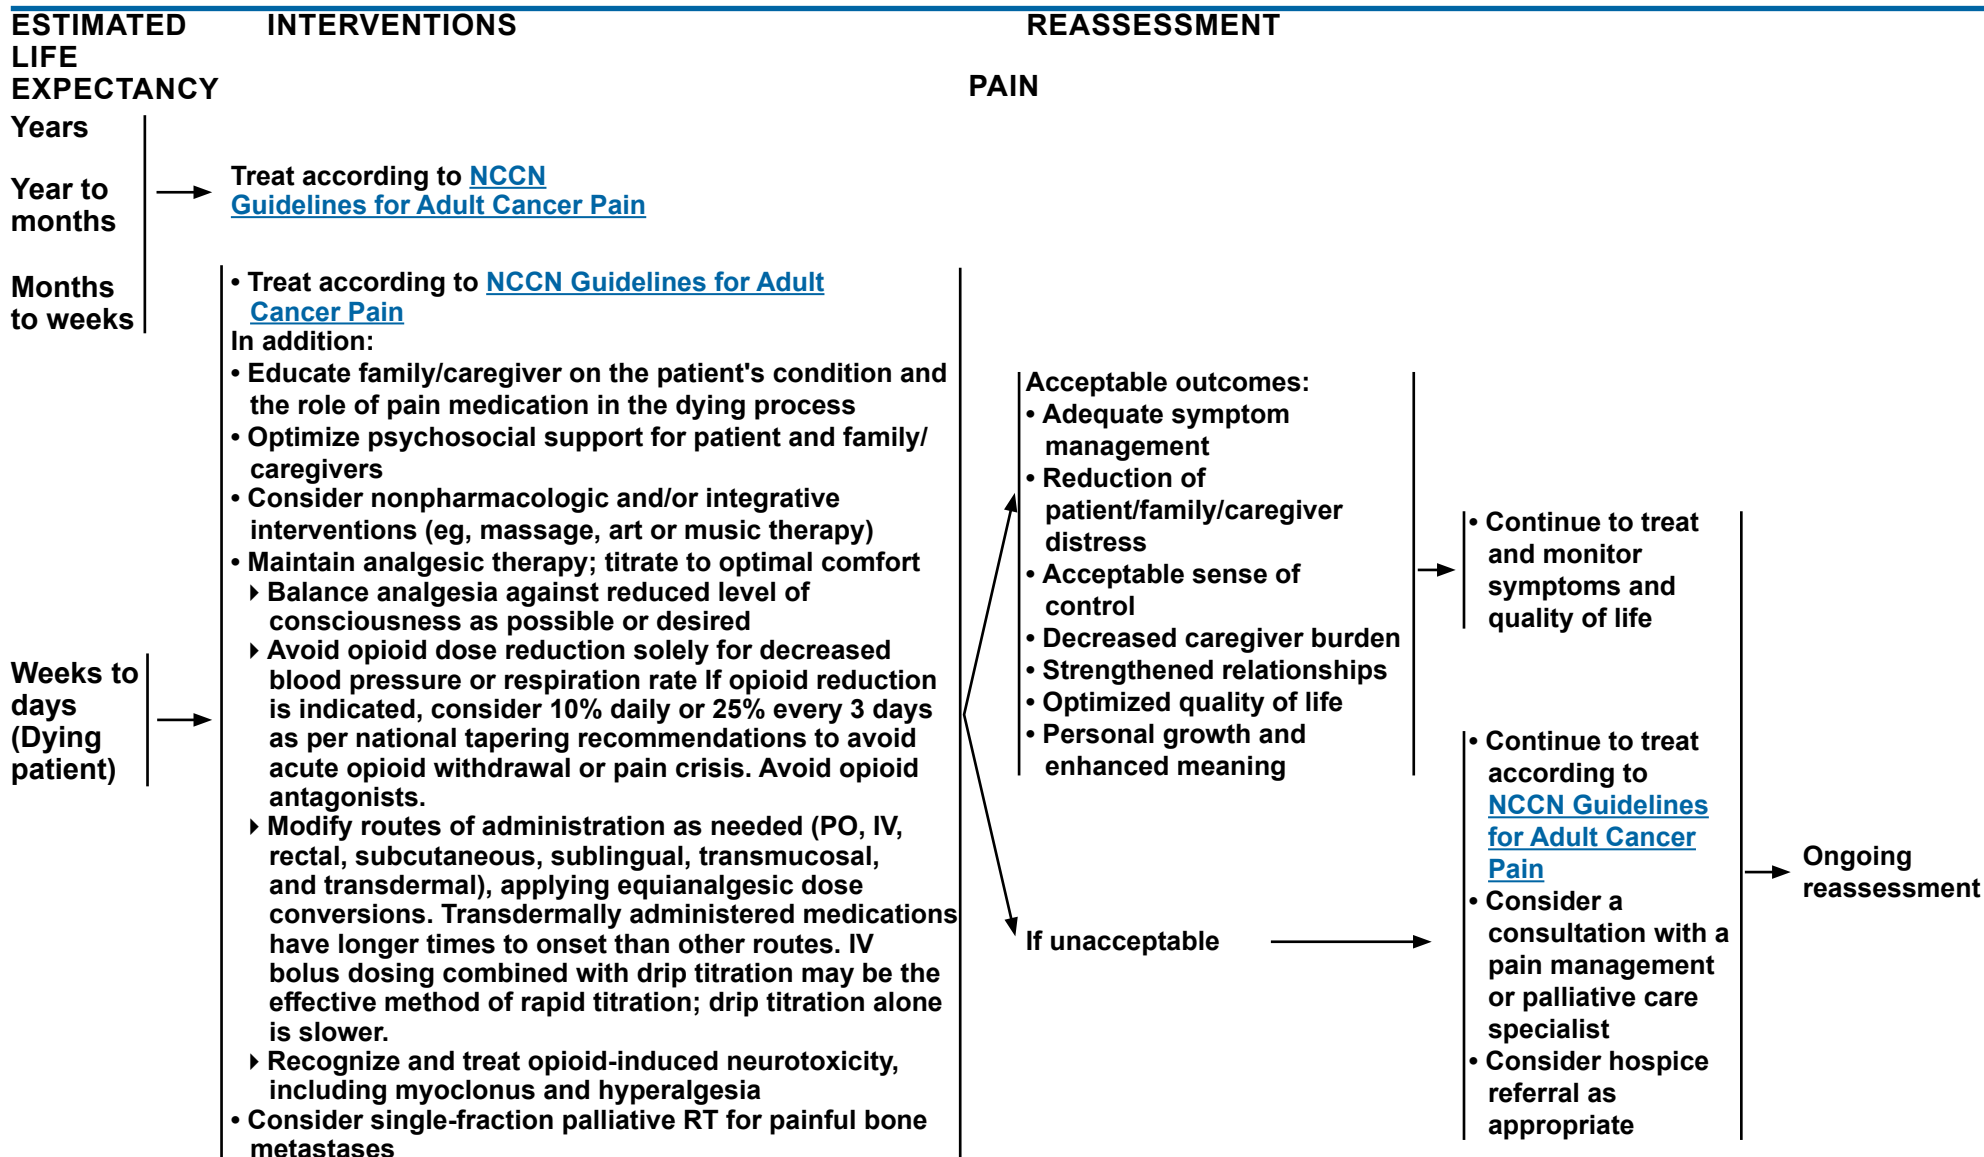 ESTIMATED
LIFE
EXPECTANCY
INTERVENTIONS
REASSESSMENT
PAIN
Years
Year to
months
Months
to weeks
Treat according to NCCN
Guidelines for Adult Cancer Pain
Weeks to
days
(Dying
patient)
• Treat according to NCCN Guidelines for Adult
Cancer Pain
In addition:
• Educate family/caregiver on the patient's condition and
the role of pain medication in the dying process
• Optimize psychosocial support for patient and family/
caregivers
• Consider nonpharmacologic and/or integrative
interventions (eg, massage, art or music therapy)
• Maintain analgesic therapy; titrate to optimal comfort
▸ Balance analgesia against reduced level of
consciousness as possible or desired
▸ Avoid opioid dose reduction solely for decreased
blood pressure or respiration rate If opioid reduction
is indicated, consider 10% daily or 25% every 3 days
as per national tapering recommendations to avoid
acute opioid withdrawal or pain crisis. Avoid opioid
antagonists.
▸ Modify routes of administration as needed (PO, IV,
rectal, subcutaneous, sublingual, transmucosal,
and transdermal), applying equianalgesic dose
conversions. Transdermally administered medications
have longer times to onset than other routes. IV
bolus dosing combined with drip titration may be the
effective method of rapid titration; drip titration alone
is slower.
▸ Recognize and treat opioid-induced neurotoxicity,
including myoclonus and hyperalgesia
• Consider single-fraction palliative RT for painful bone
metastases
Acceptable outcomes:
• Adequate symptom
management
• Reduction of
patient/family/caregiver
distress
• Acceptable sense of
control
• Decreased caregiver burden
• Strengthened relationships
• Optimized quality of life
• Personal growth and
enhanced meaning
If unacceptable
• Continue to treat
and monitor
symptoms and
quality of life
• Continue to treat
according to
NCCN Guidelines
for Adult Cancer
Pain
• Consider a
consultation with a
pain management
or palliative care
specialist
• Consider hospice
referral as
appropriate
Ongoing
reassessment